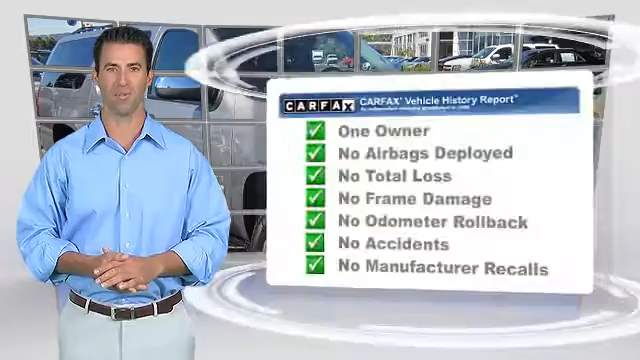 CARFAX CARFAX Vehicle History Report™
One Owner
No Airbags Deployed
No Total Loss
No Frame Damage
No Odometer Rollback
No Accidents
No Manufacturer Recalls